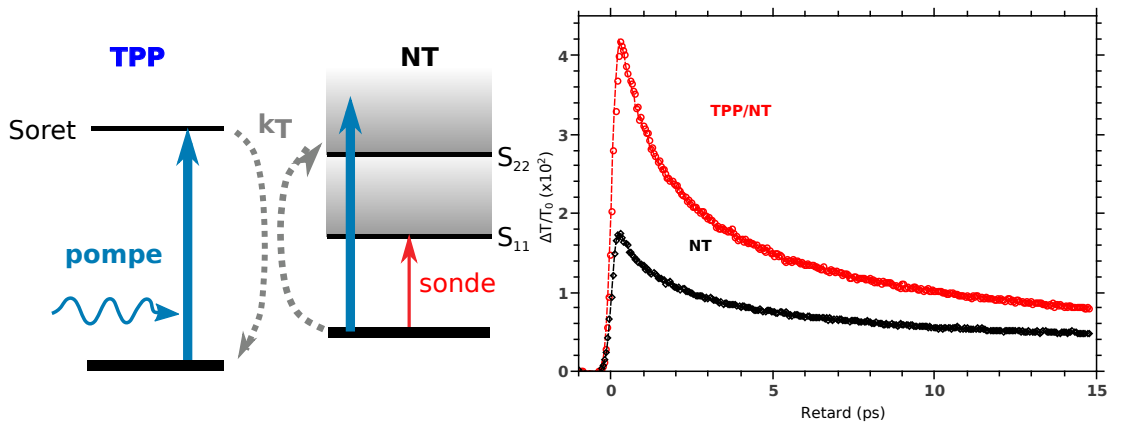 TPP
NT
Soret
kT
S22
S11
pompe
sonde
4
3
2
1
0
ΔT/T0 (x10²)
TPP/NT
NT
0
5
10
15
Retard (ps)